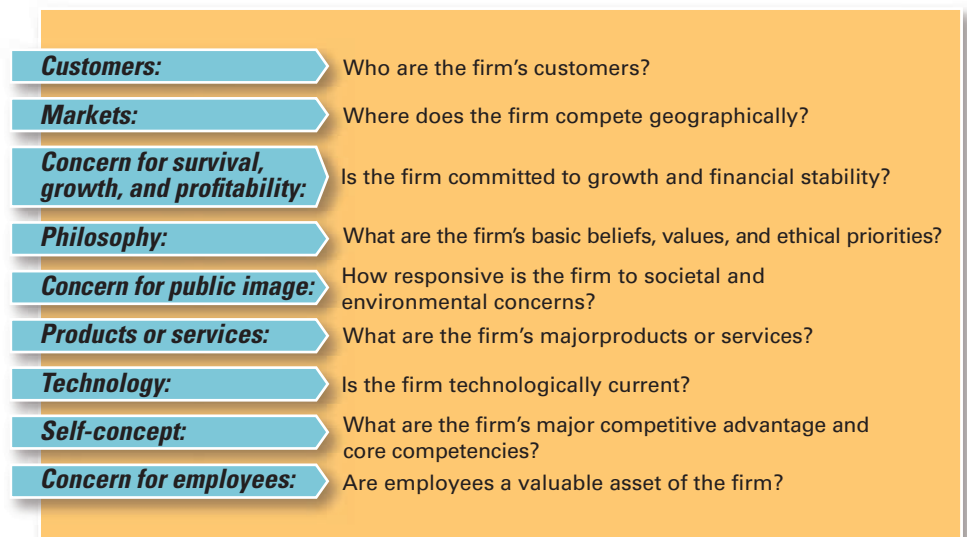 Customers: Who are the firm's customers?
Markets: Where does the firm compete geographically?
Concern for survival,
growth, and profitability: Is the firm committed to growth and financial stability?
Philosophy: What are the firm's basic beliefs, values, and ethical priorities?
Concern for public image: How responsive is the firm to societal and
environmental concerns?
Products or services: What are the firm's majorproducts or services?
Technology: Is the firm technologically current?
Self-concept: What are the firm's major competitive advantage and
core competencies?
Concern for employees: Are employees a valuable asset of the firm?